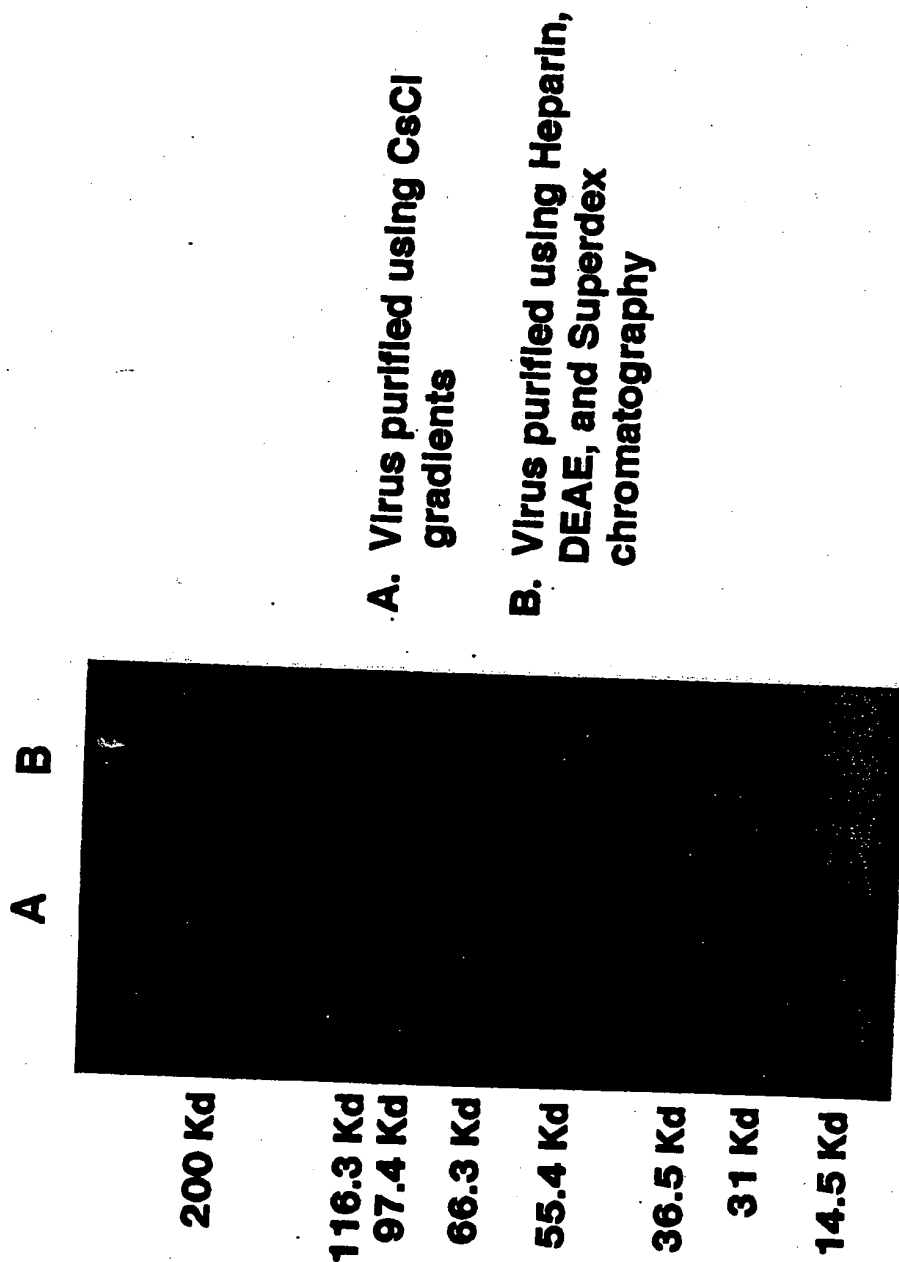 A B
200 Kd
116.3 Kd
97.4 Kd
66.3 Kd
55.4 Kd
36.5 Kd
31 Kd
14.5 Kd
A. Virus purified using CsCl
gradients
B. Virus purified using Heparin,
DEAE, and Superdex
chromatography